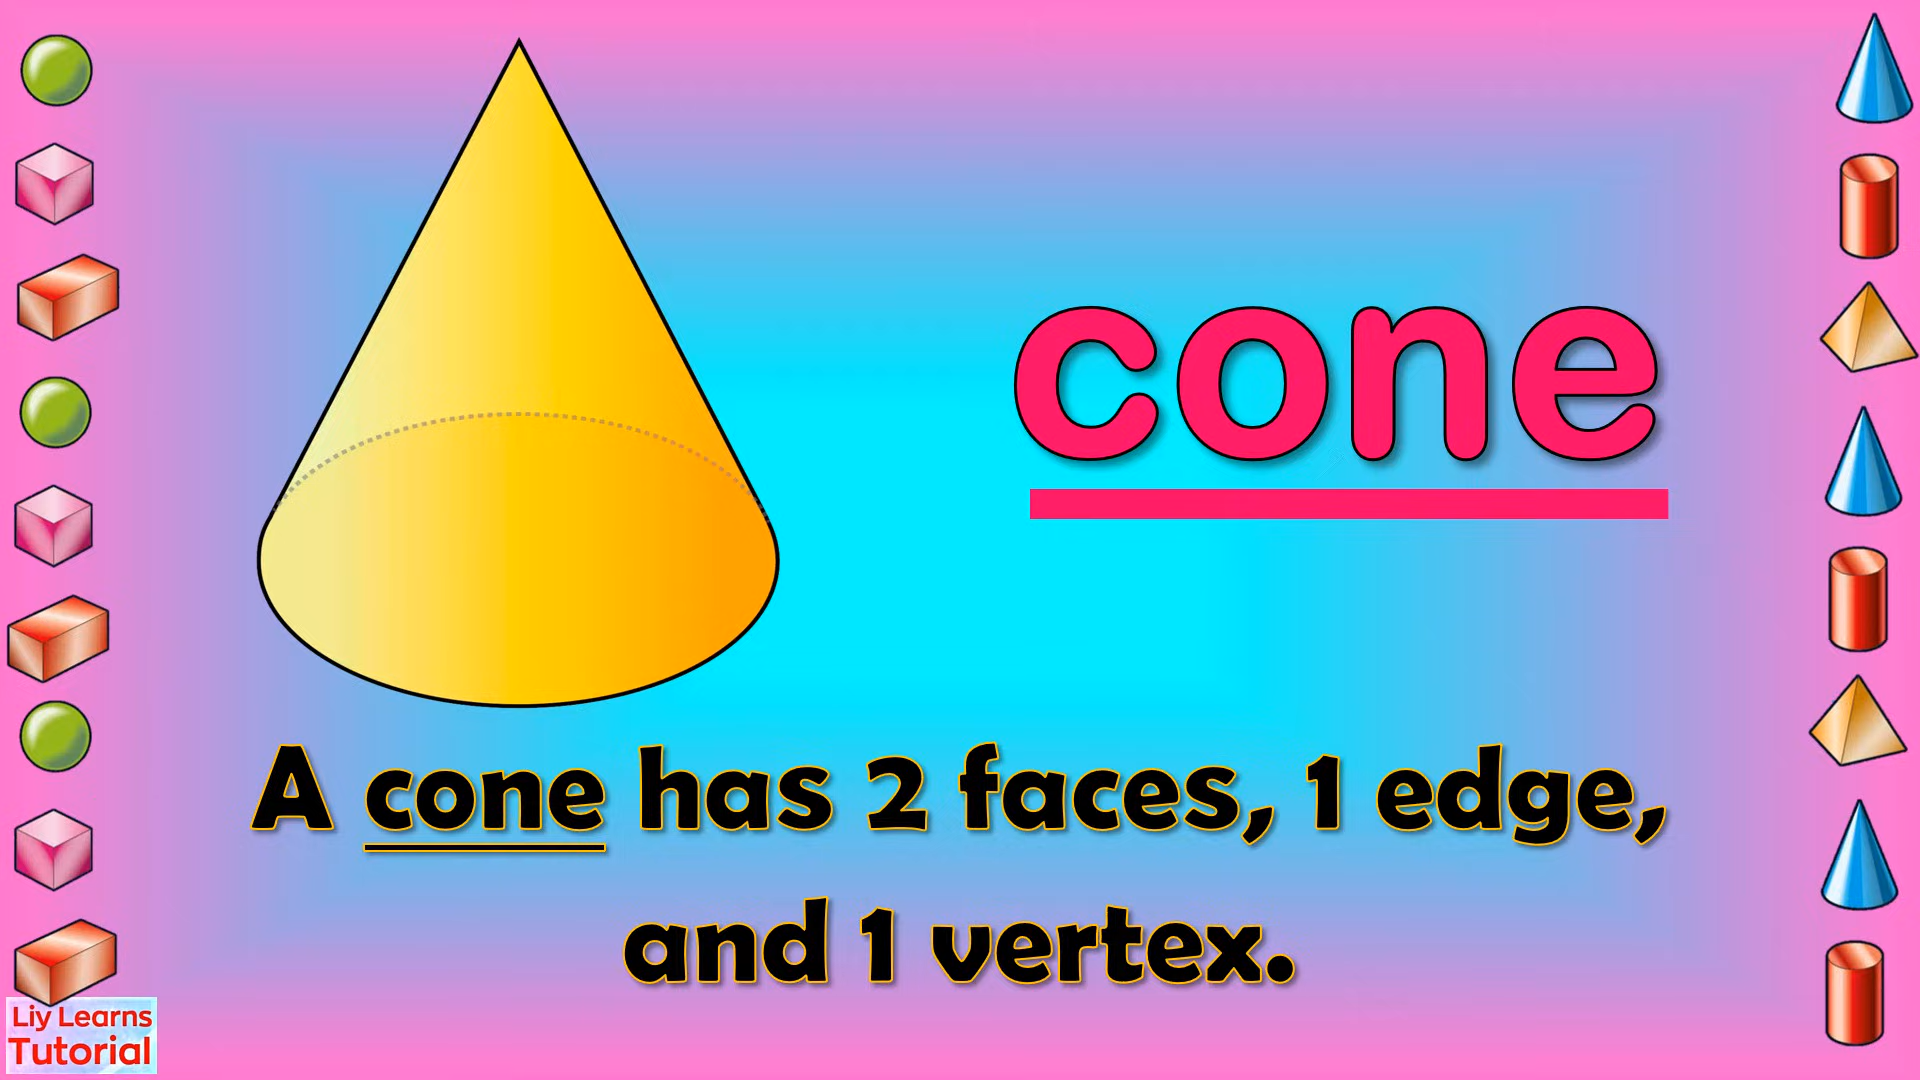 cone
A cone has 2 faces, 1 edge,
and 1 vertex.
Liy Learns
Tutorial